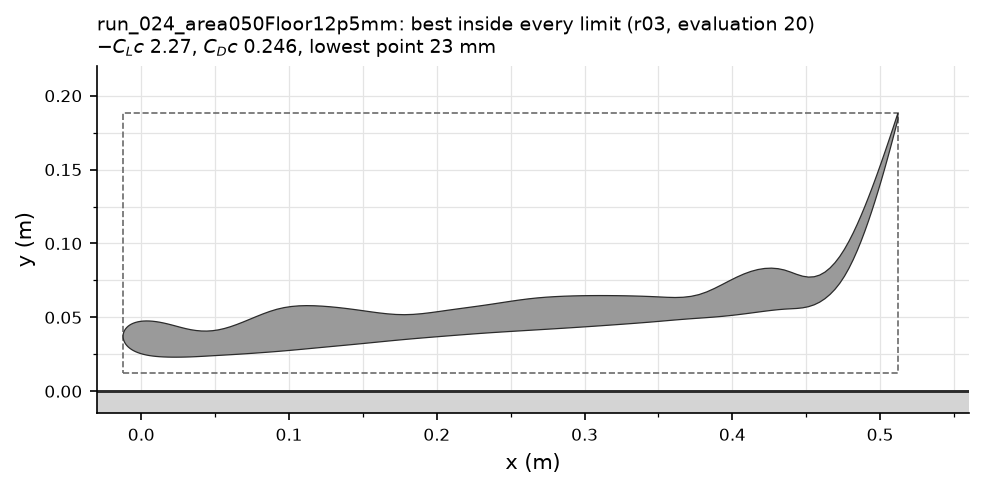 run_024_area050Floor12p5mm: best inside every limit (r03, evaluation 20)
−C_Lc 2.27, C_Dc 0.246, lowest point 23 mm
0.20
0.15
0.10
0.05
0.00
y (m)
0.0 0.1 0.2 0.3 0.4 0.5
x (m)